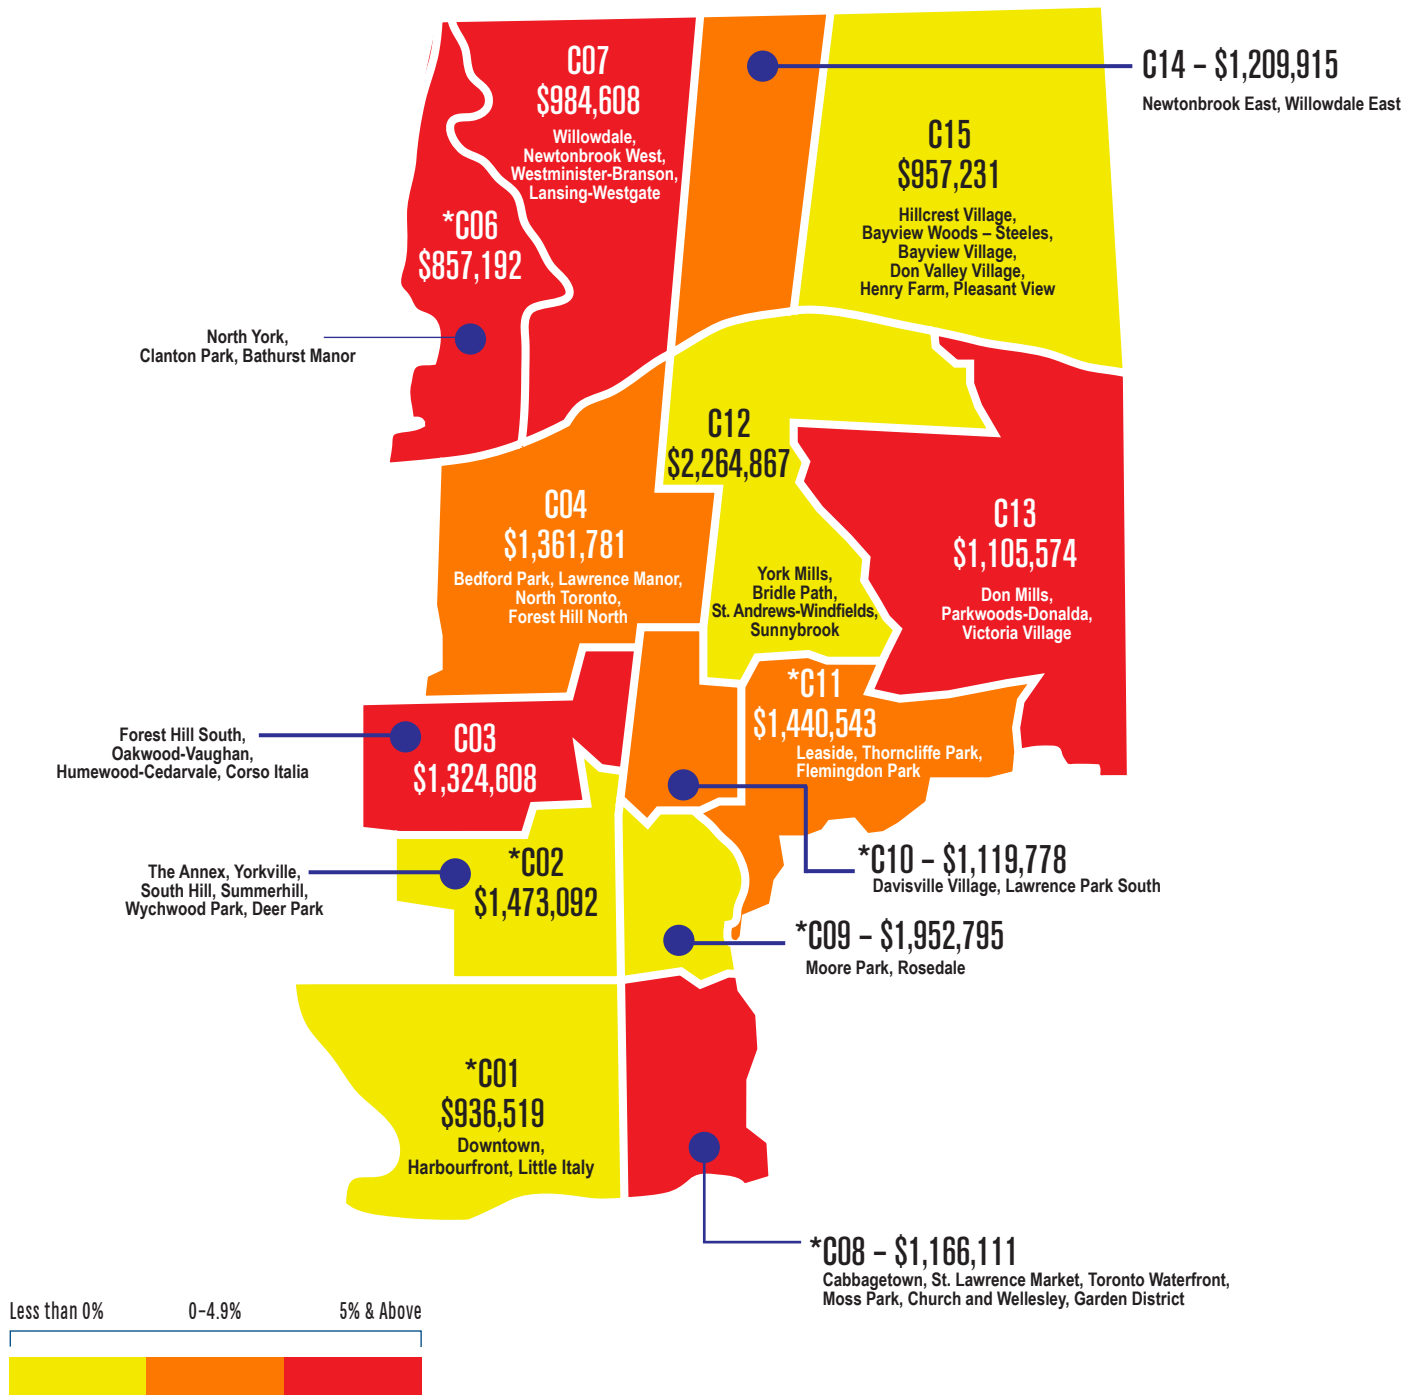 C07
$984,608
Willowdale,
Newtonbrook West,
Westminister-Branson,
Lansing-Westgate
C14 – $1,209,915
Newtonbrook East, Willowdale East
C15
$957,231
Hillcrest Village,
Bayview Woods – Steeles,
Bayview Village,
Don Valley Village,
Henry Farm, Pleasant View
*C06
$857,192
North York,
Clanton Park, Bathurst Manor
C12
$2,264,867
York Mills,
Bridle Path,
St. Andrews-Windfields,
Sunnybrook
C04
$1,361,781
Bedford Park, Lawrence Manor,
North Toronto,
Forest Hill North
C13
$1,105,574
Don Mills,
Parkwoods-Donalda,
Victoria Village
*C11
$1,440,543
Leaside, Thorncliffe Park,
Flemingdon Park
Forest Hill South,
Oakwood-Vaughan,
Humewood-Cedarvale, Corso Italia
C03
$1,324,608
The Annex, Yorkville,
South Hill, Summerhill,
Wychwood Park, Deer Park
*C02
$1,473,092
*C10 – $1,119,778
Davisville Village, Lawrence Park South
*C09 – $1,952,795
Moore Park, Rosedale
*C01
$936,519
Downtown,
Harbourfront, Little Italy
*C08 – $1,166,111
Cabbagetown, St. Lawrence Market, Toronto Waterfront,
Moss Park, Church and Wellesley, Garden District
Less than 0% 0–4.9% 5% & Above